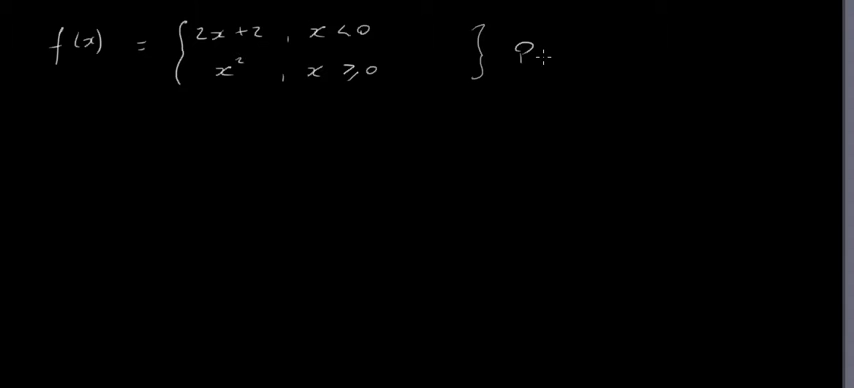 f(x) = { 2x + 2 , x < 0
x² , x ⩾ 0 } P